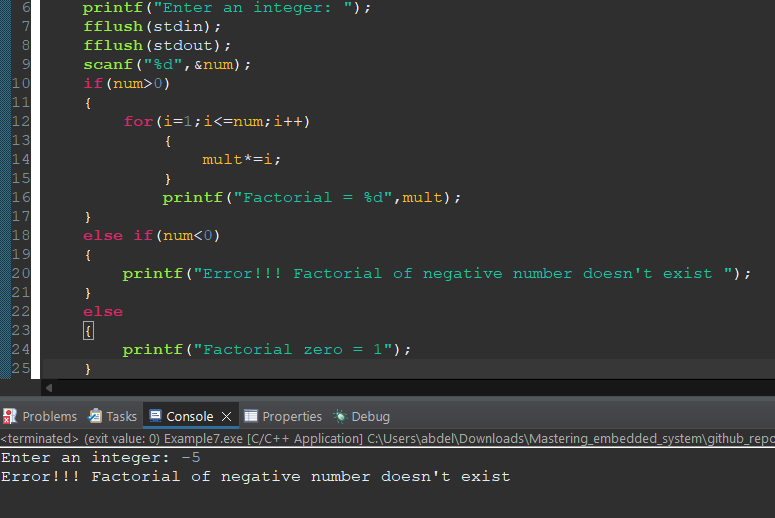 6 printf("Enter an integer: ");
7 fflush(stdin);
8 fflush(stdout);
9 scanf("%d",&num);
10 if(num>0)
11 {
12 for(i=1;i<=num;i++)
13 {
14 mult*=i;
15 }
16 printf("Factorial = %d",mult);
17 }
18 else if(num<0)
19 {
20 printf("Error!!! Factorial of negative number doesn't exist ");
21 }
22 else
23 {
24 printf("Factorial zero = 1");
25 }
Problems Tasks Console Properties Debug
<terminated> (exit value: 0) Example7.exe [C/C++ Application] C:\Users\abdel\Downloads\Mastering_embedded_system\github_repo
Enter an integer: -5
Error!!! Factorial of negative number doesn't exist